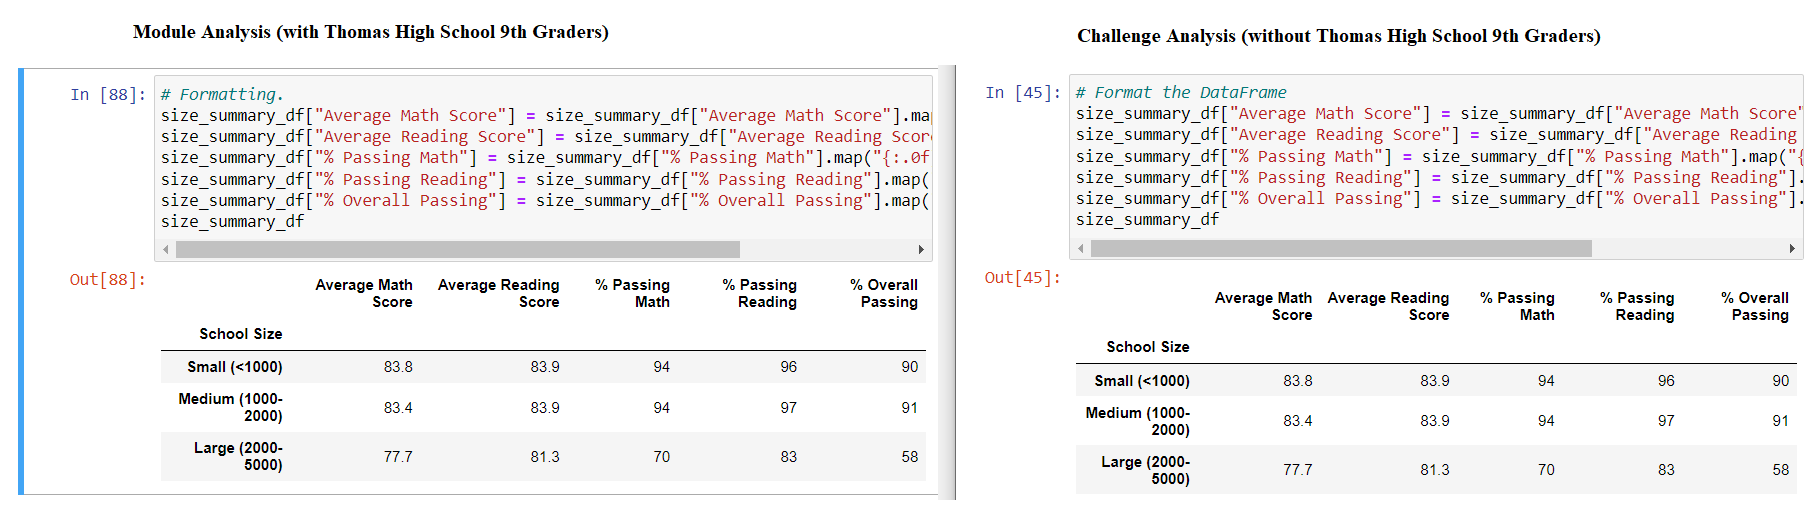 Module Analysis (with Thomas High School 9th Graders)
In [88]:
# Formatting.
size_summary_df["Average Math Score"] = size_summary_df["Average Math Score"].ma
size_summary_df["Average Reading Score"] = size_summary_df["Average Reading Scor
size_summary_df["% Passing Math"] = size_summary_df["% Passing Math"].map("{:.0f
size_summary_df["% Passing Reading"] = size_summary_df["% Passing Reading"].map(
size_summary_df["% Overall Passing"] = size_summary_df["% Overall Passing"].map(
size_summary_df
Out[88]:
Average Math Average Reading % Passing % Passing % Overall
Score Score Math Reading Passing
School Size
Small (<1000) 83.8 83.9 94 96 90
Medium (1000-
2000) 83.4 83.9 94 97 91
Large (2000-
5000) 77.7 81.3 70 83 58
Challenge Analysis (without Thomas High School 9th Graders)
In [45]:
# Format the DataFrame
size_summary_df["Average Math Score"] = size_summary_df["Average Math Score"
size_summary_df["Average Reading Score"] = size_summary_df["Average Reading
size_summary_df["% Passing Math"] = size_summary_df["% Passing Math"].map("{
size_summary_df["% Passing Reading"] = size_summary_df["% Passing Reading"].
size_summary_df["% Overall Passing"] = size_summary_df["% Overall Passing"].
size_summary_df
Out[45]:
Average Math Average Reading % Passing % Passing % Overall
Score Score Math Reading Passing
School Size
Small (<1000) 83.8 83.9 94 96 90
Medium (1000-
2000) 83.4 83.9 94 97 91
Large (2000-
5000) 77.7 81.3 70 83 58